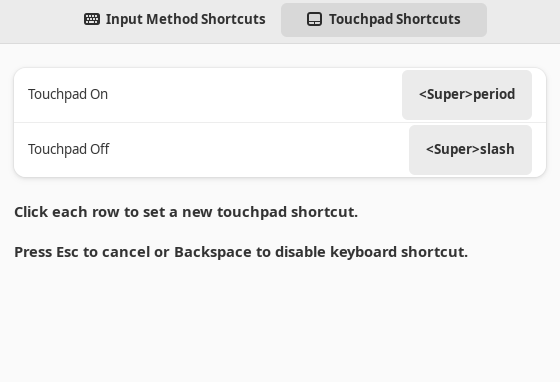 Input Method Shortcuts
Touchpad Shortcuts
Touchpad On
<Super>period
Touchpad Off
<Super>slash
Click each row to set a new touchpad shortcut.
Press Esc to cancel or Backspace to disable keyboard shortcut.